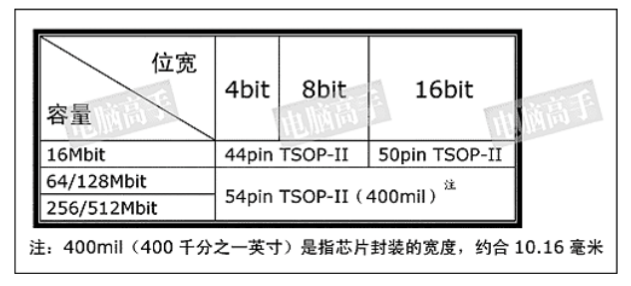 位宽
容量
4bit 8bit 16bit
16Mbit 44pin TSOP-II 50pin TSOP-II
64/128Mbit
54pin TSOP-II（400mil）注
256/512Mbit
注：400mil（400 千分之一英寸）是指芯片封装的宽度，约合 10.16 毫米
电脑高手
电脑高手
电脑高手